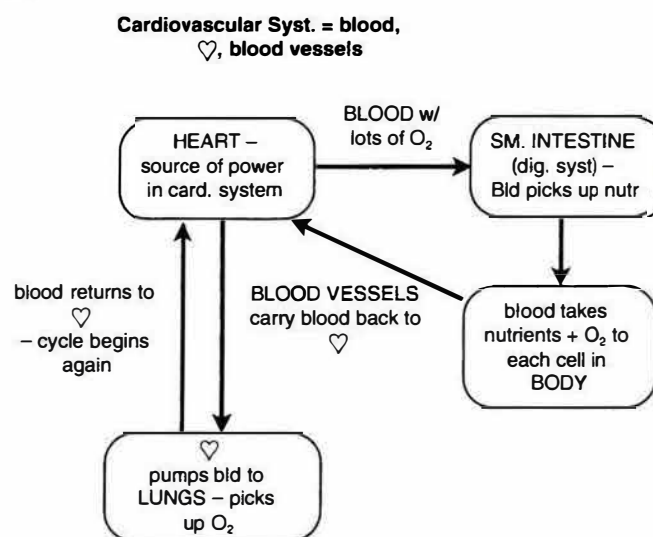 Cardiovascular Syst. = blood,
♡, blood vessels
BLOOD w/
lots of O₂
HEART –
source of power
in card. system
SM. INTESTINE
(dig. syst) –
Bld picks up nutr
blood returns to
♡
– cycle begins
again
BLOOD VESSELS
carry blood back to
♡
blood takes
nutrients + O₂ to
each cell in
BODY
♡
pumps bld to
LUNGS – picks
up O₂